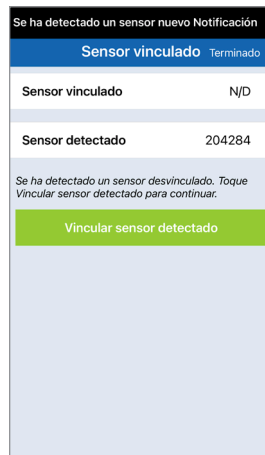 Se ha detectado un sensor nuevo Notificación
Sensor vinculado Terminado
Sensor vinculado N/D
Sensor detectado 204284
Se ha detectado un sensor desvinculado. Toque
Vincular sensor detectado para continuar.
Vincular sensor detectado